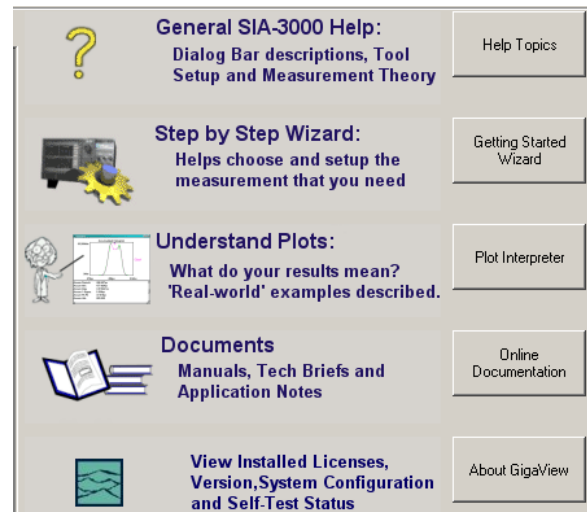 General SIA-3000 Help:
Dialog Bar descriptions, Tool
Setup and Measurement Theory
Help Topics
Step by Step Wizard:
Helps choose and setup the
measurement that you need
Getting Started
Wizard
Understand Plots:
What do your results mean?
'Real-world' examples described.
Plot Interpreter
Documents
Manuals, Tech Briefs and
Application Notes
Online
Documentation
View Installed Licenses,
Version,System Configuration
and Self-Test Status
About GigaView